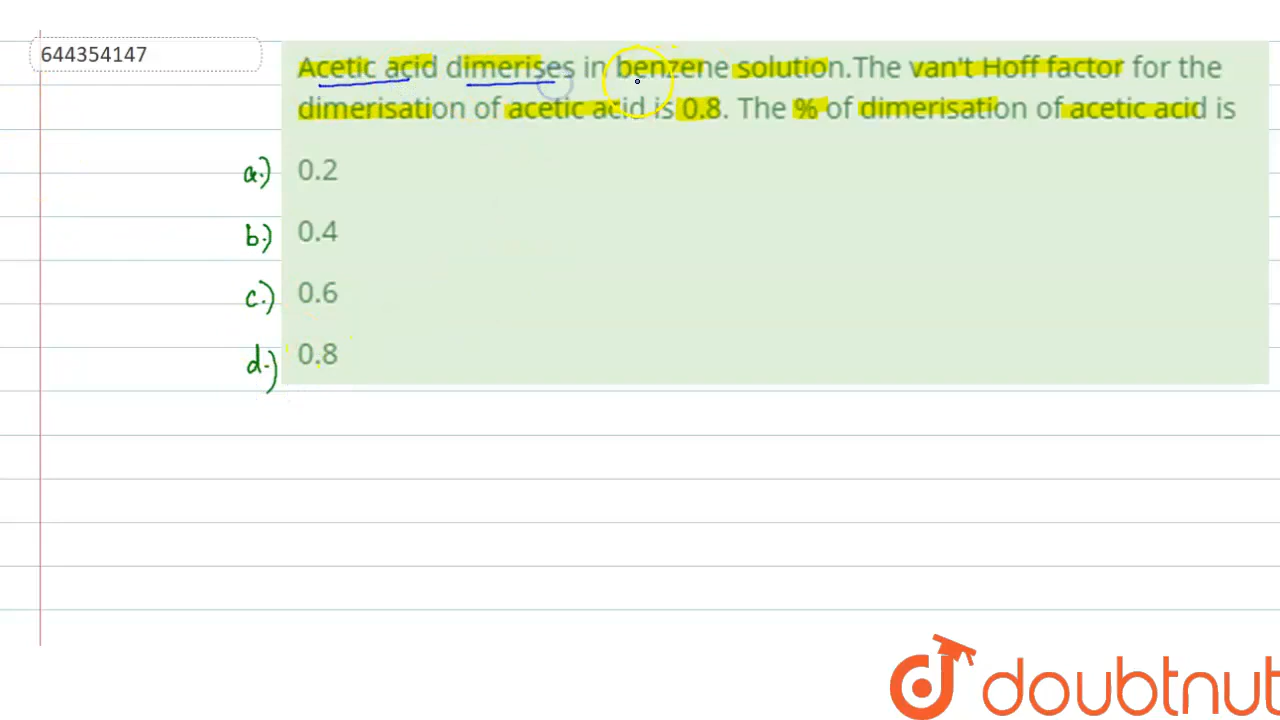 644354147
Acetic acid dimerises in benzene solution.The van't Hoff factor for the
dimerisation of acetic acid is 0.8. The % of dimerisation of acetic acid is
a.) 0.2
b.) 0.4
c.) 0.6
d.) 0.8
doubtnut